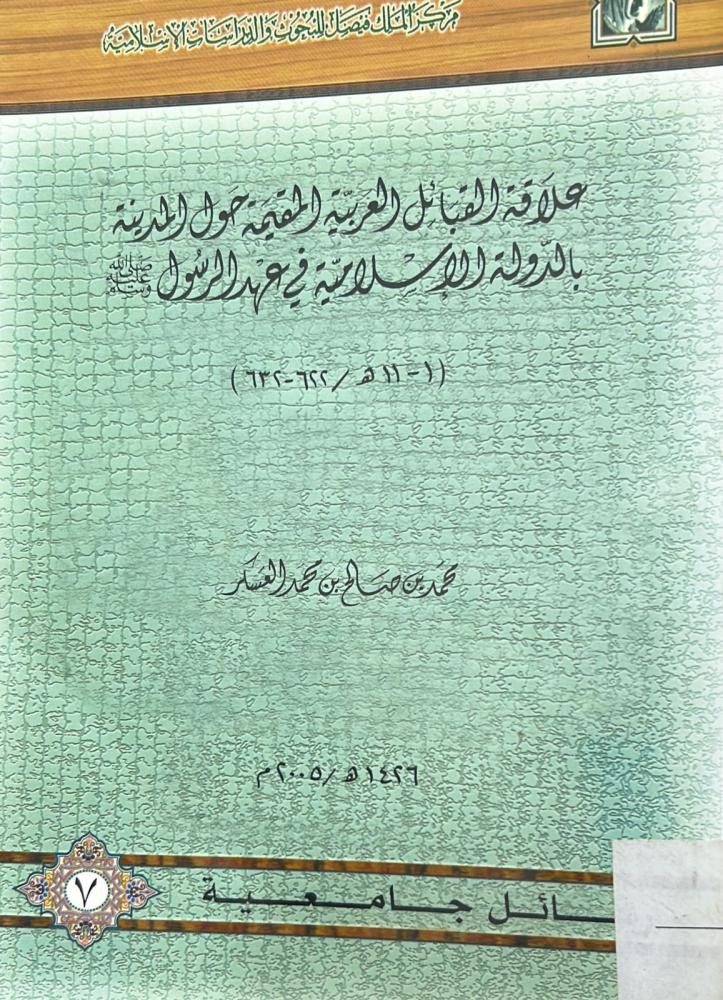 مركز الملك فيصل للبحوث والدراسات الإسلامية
علاقة القبائل العربية المقيمة حول المدينة
بالدولة الإسلامية في عهد الرسول ﷺ
(١-١١هـ/٦٢٢-٦٣٢)
محمد بن صالح بن محمد العسكر
١٤٢٦هـ/٢٠٠٥م
ـائل جامعية
٧